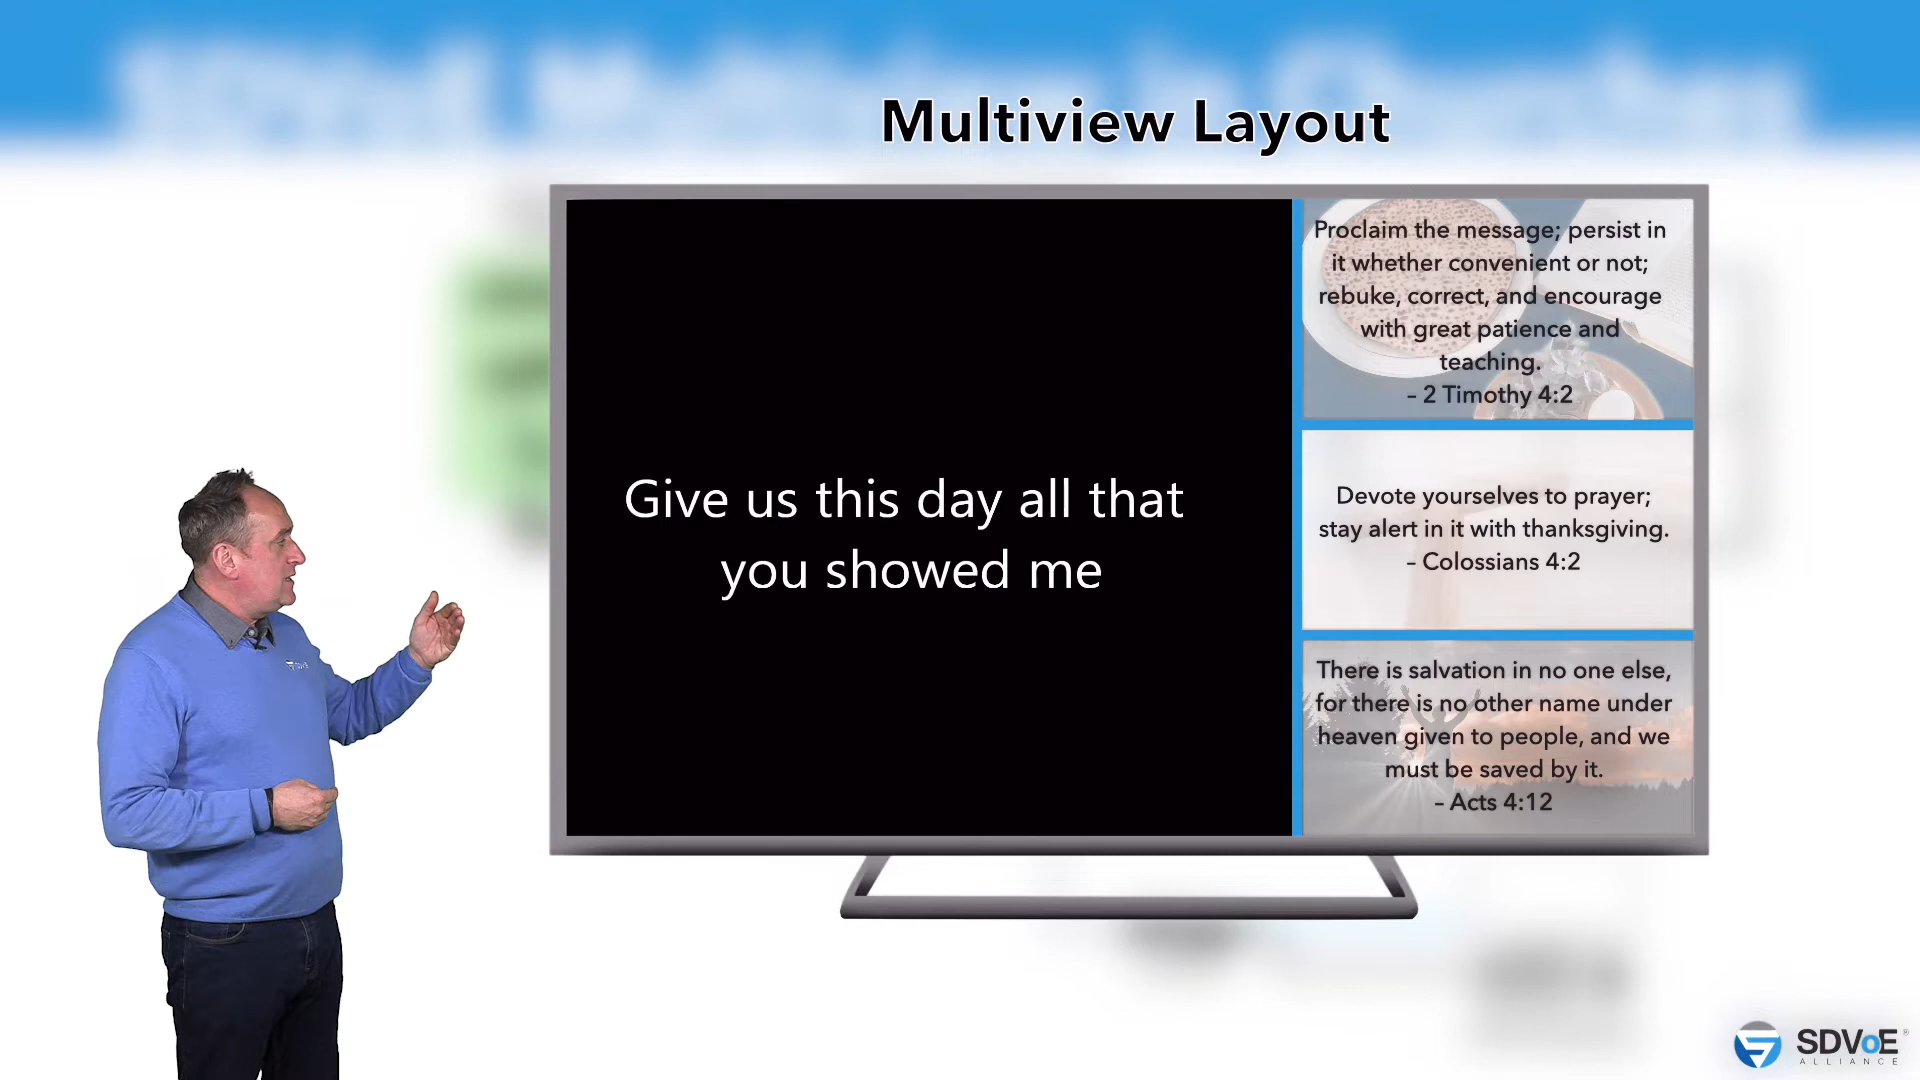 Multiview Layout
Give us this day all that
you showed me
Proclaim the message; persist in
it whether convenient or not;
rebuke, correct, and encourage
with great patience and
teaching.
– 2 Timothy 4:2
Devote yourselves to prayer;
stay alert in it with thanksgiving.
– Colossians 4:2
There is salvation in no one else,
for there is no other name under
heaven given to people, and we
must be saved by it.
– Acts 4:12
SDVoE®
ALLIANCE